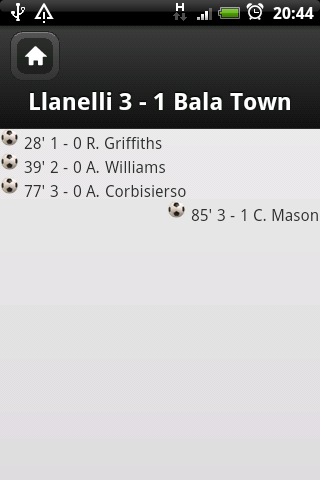 H
20:44
Llanelli 3 - 1 Bala Town
28' 1 - 0 R. Griffiths
39' 2 - 0 A. Williams
77' 3 - 0 A. Corbisierso
85' 3 - 1 C. Mason